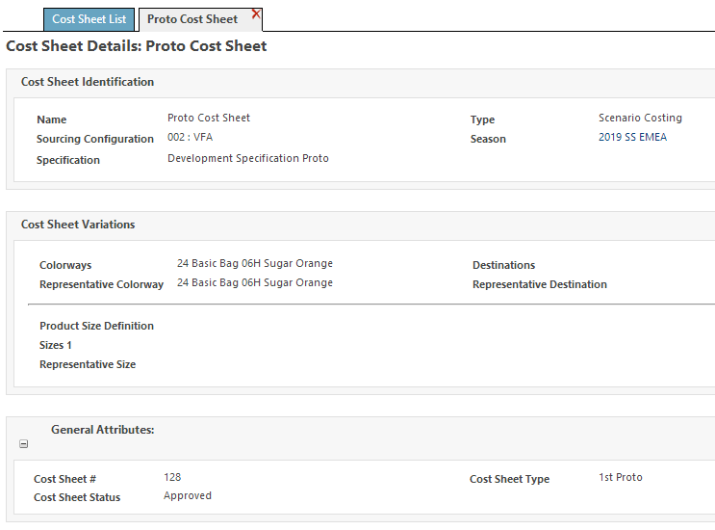 Cost Sheet List Proto Cost Sheet
Cost Sheet Details: Proto Cost Sheet
Cost Sheet Identification
Name Proto Cost Sheet Type Scenario Costing
Sourcing Configuration 002 : VFA Season 2019 SS EMEA
Specification Development Specification Proto
Cost Sheet Variations
Colorways 24 Basic Bag 06H Sugar Orange Destinations
Representative Colorway 24 Basic Bag 06H Sugar Orange Representative Destination
Product Size Definition
Sizes 1
Representative Size
General Attributes:
Cost Sheet # 128 Cost Sheet Type 1st Proto
Cost Sheet Status Approved